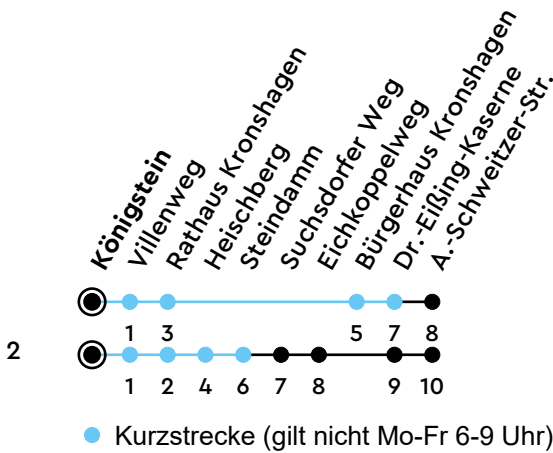 Königstein
Villenweg
Rathaus Kronshagen
Heischberg
Steindamm
Suchsdorfer Weg
Eichkoppelweg
Bürgerhaus Kronshagen
Dr.-Eißing-Kaserne
A.-Schweitzer-Str.
1 3 5 7 8
2
1 2 4 6 7 8 9 10
Kurzstrecke (gilt nicht Mo-Fr 6-9 Uhr)